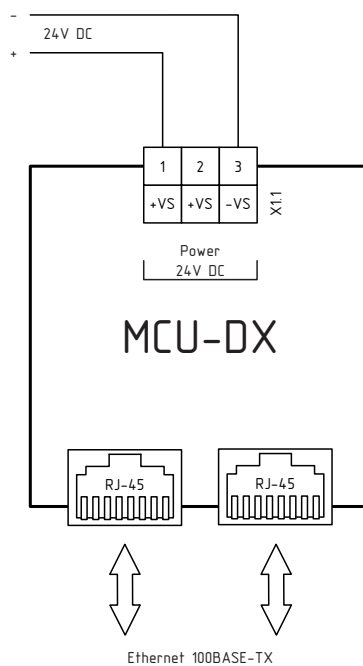 -
24V DC
+
1 2 3
+VS +VS -VS
X1.1
Power
24V DC
MCU-DX
RJ-45 RJ-45
Ethernet 100BASE-TX